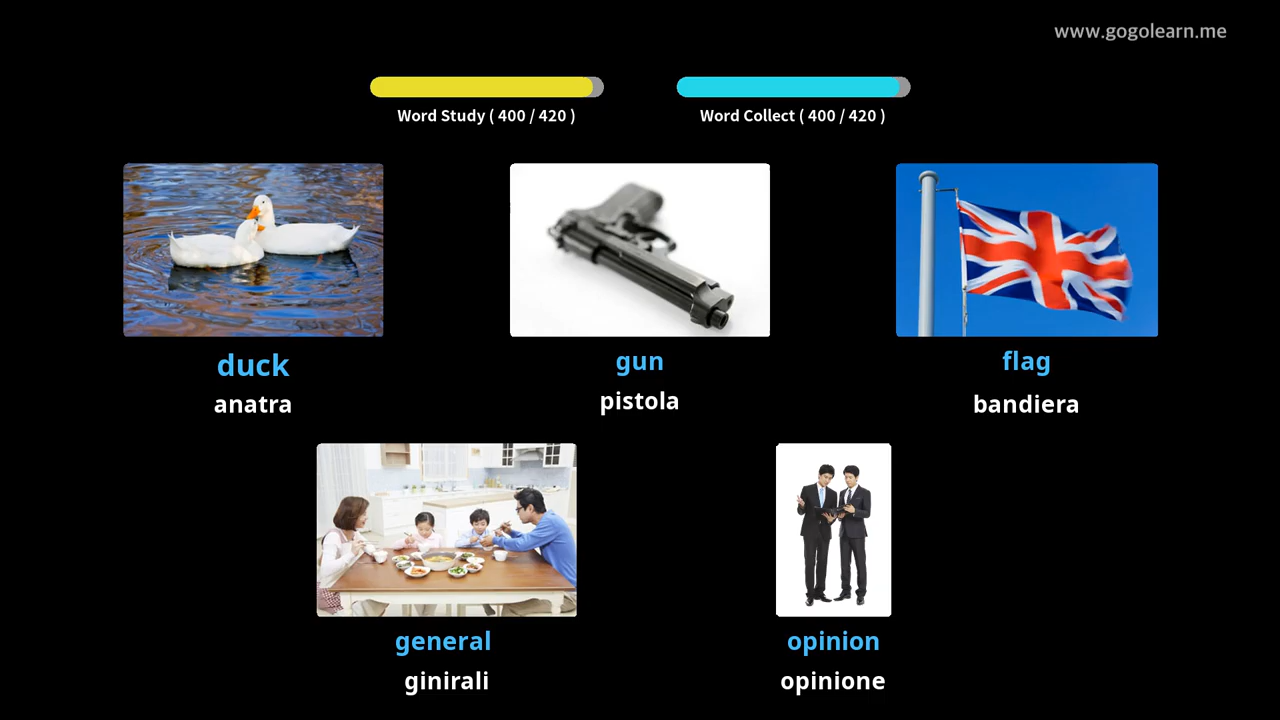 www.gogolearn.me
Word Study ( 400 / 420 )
Word Collect ( 400 / 420 )
duck
anatra
gun
pistola
flag
bandiera
general
ginirali
opinion
opinione